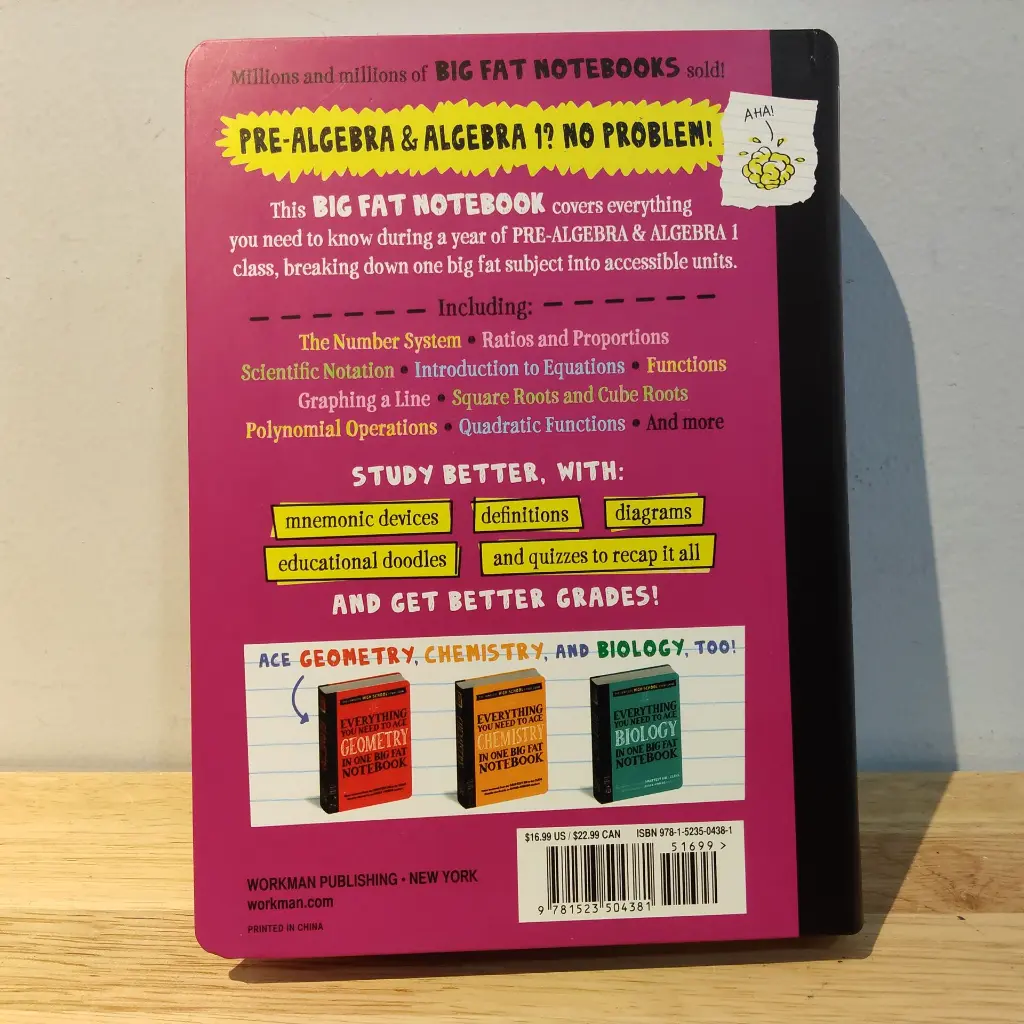 Millions and millions of BIG FAT NOTEBOOKS sold!
PRE-ALGEBRA & ALGEBRA 1? NO PROBLEM!
AHA!
This BIG FAT NOTEBOOK covers everything
you need to know during a year of PRE-ALGEBRA & ALGEBRA 1
class, breaking down one big fat subject into accessible units.
Including:
The Number System • Ratios and Proportions
Scientific Notation • Introduction to Equations • Functions
Graphing a Line • Square Roots and Cube Roots
Polynomial Operations • Quadratic Functions • And more
STUDY BETTER, WITH:
mnemonic devices definitions diagrams
educational doodles and quizzes to recap it all
AND GET BETTER GRADES!
ACE GEOMETRY, CHEMISTRY, AND BIOLOGY, TOO!
EVERYTHING
YOU NEED TO ACE
GEOMETRY
IN ONE BIG FAT
NOTEBOOK
EVERYTHING
YOU NEED TO ACE
CHEMISTRY
IN ONE BIG FAT
NOTEBOOK
EVERYTHING
YOU NEED TO ACE
BIOLOGY
IN ONE BIG FAT
NOTEBOOK
$16.99 US / $22.99 CAN ISBN 978-1-5235-0438-1
51699 >
9 781523 504381
WORKMAN PUBLISHING • NEW YORK
workman.com
PRINTED IN CHINA